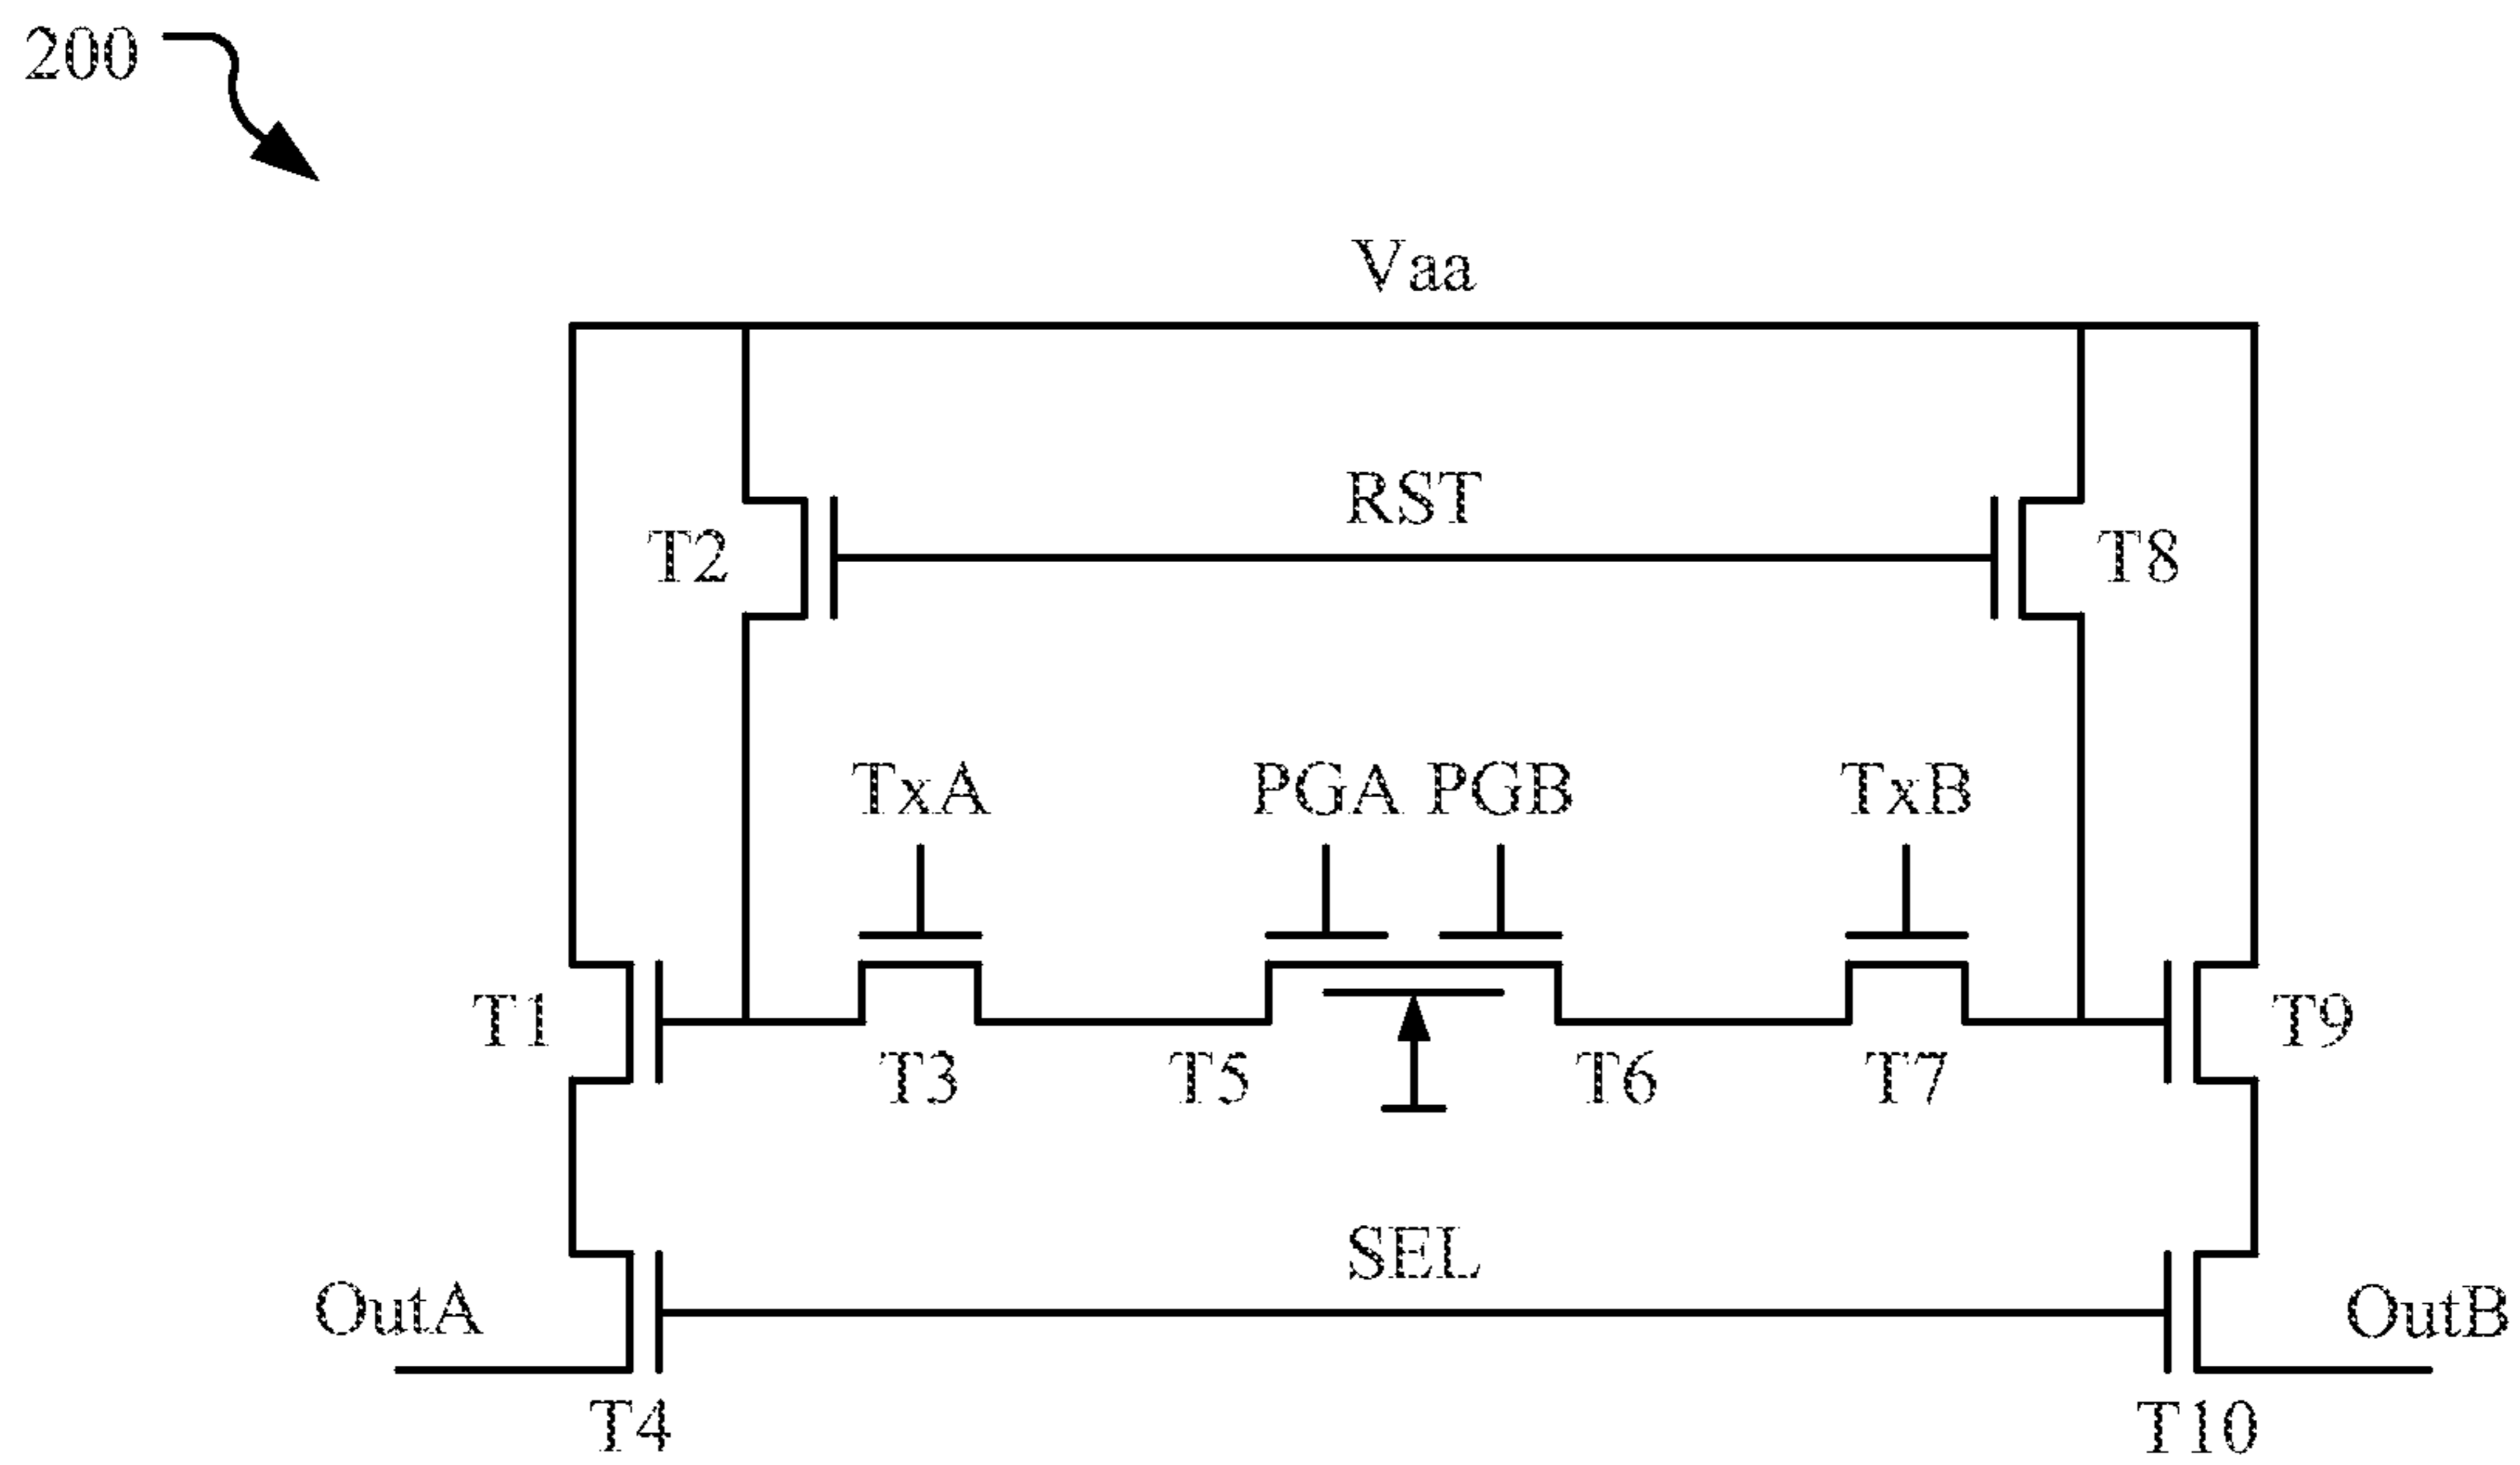 200
Vaa
RST
T2
T8
TxA
PGA
PGB
TxB
T1
T9
T3
T5
T6
T7
SEL
OutA
OutB
T4
T10